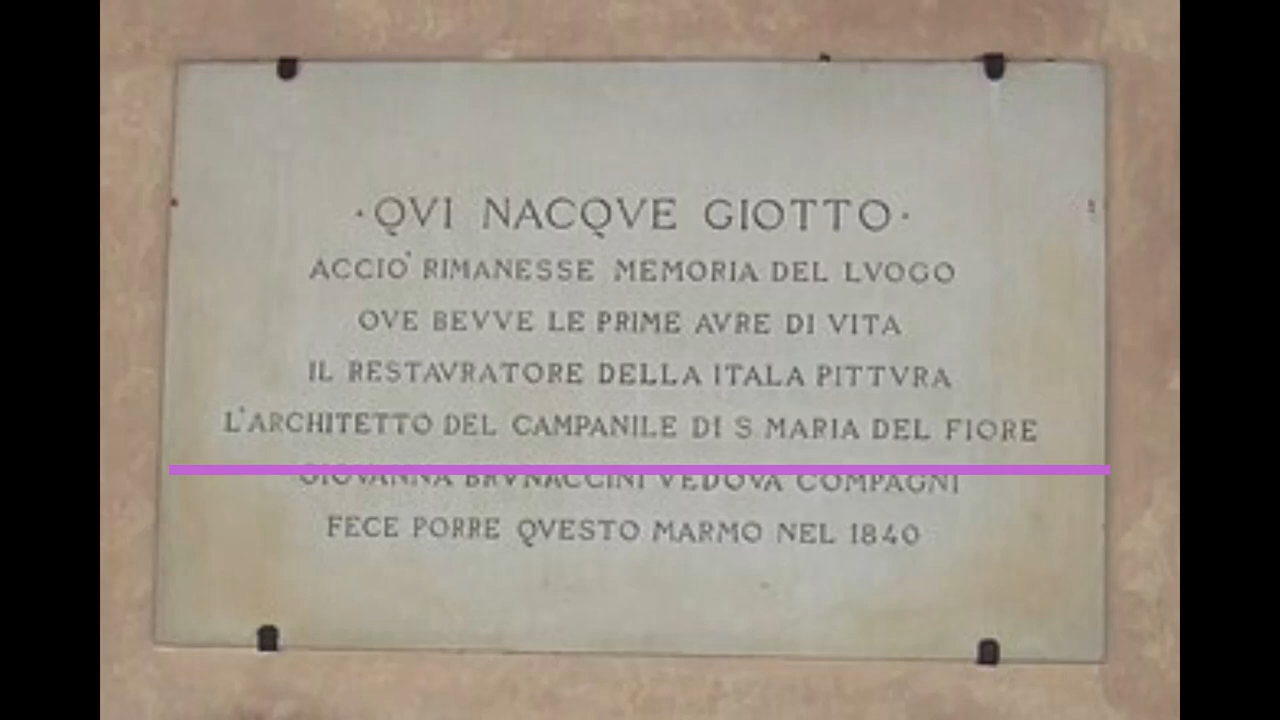 ·QVI NACQVE GIOTTO·
ACCIO' RIMANESSE MEMORIA DEL LVOGO
OVE BEVVE LE PRIME AVRE DI VITA
IL RESTAVRATORE DELLA ITALA PITTVRA
L'ARCHITETTO DEL CAMPANILE DI S. MARIA DEL FIORE
GIOVANNA BRVNACCINI VEDOVA COMPAGNI
FECE PORRE QVESTO MARMO NEL 1840